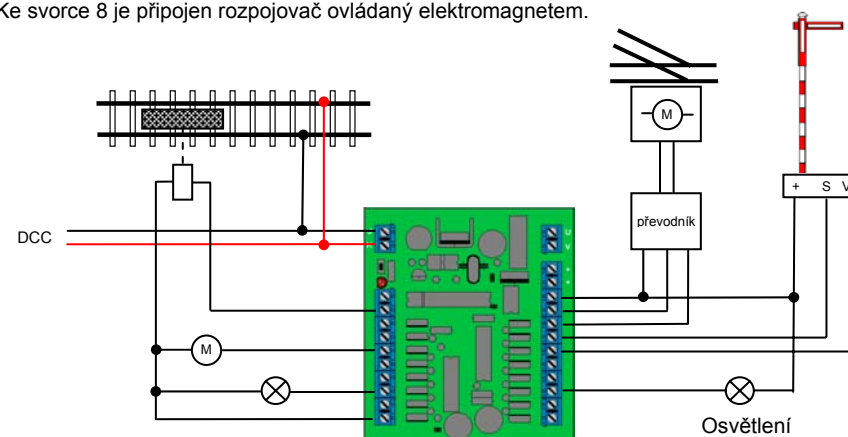 Ke svorce 8 je připojen rozpojovač ovládaný elektromagnetem.
M
+ S V
převodník
DCC
U
V
+
+
M
Osvětlení